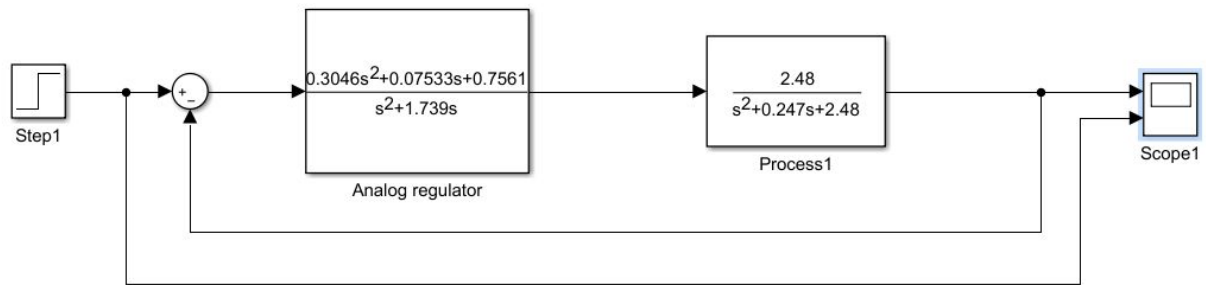 Step1
+
−
0.3046s²+0.07533s+0.7561
s²+1.739s
Analog regulator
2.48
s²+0.247s+2.48
Process1
Scope1